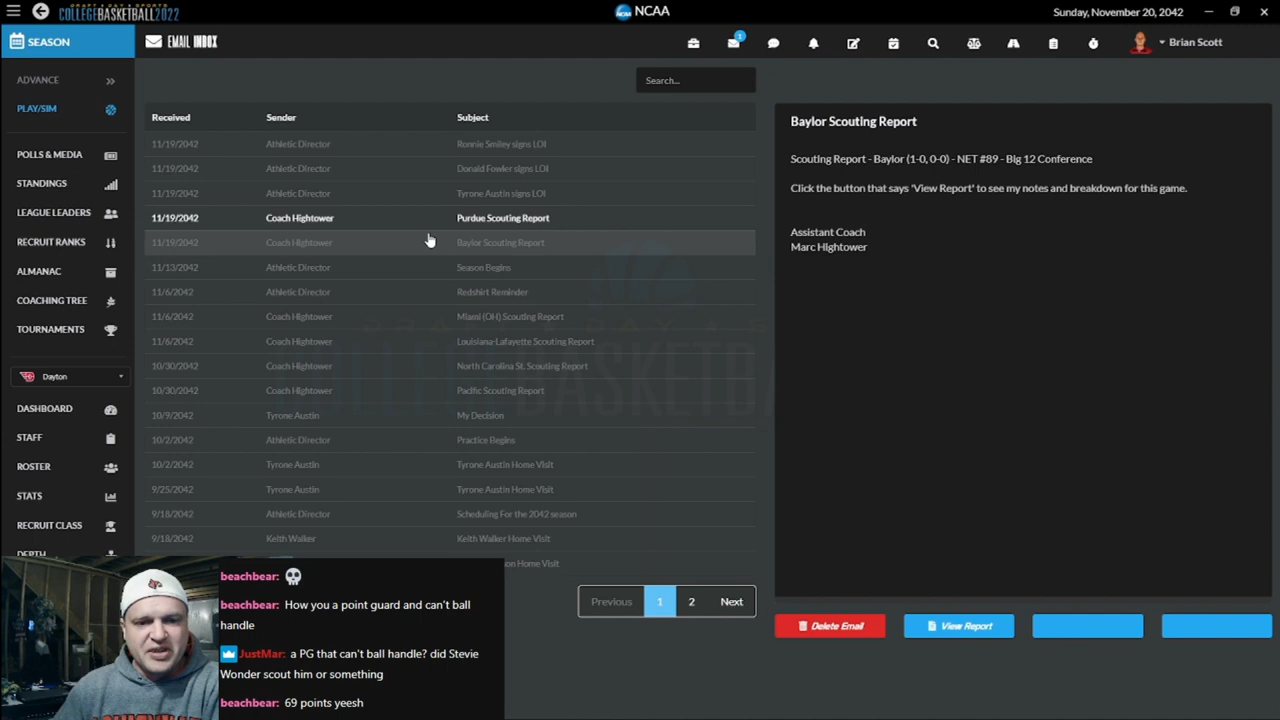 DRAFT DAY SPORTS
COLLEGE BASKETBALL 2022
NCAA
Sunday, November 20, 2042
SEASON
EMAIL INBOX
1
Brian Scott
ADVANCE
PLAY/SIM
POLLS & MEDIA
STANDINGS
LEAGUE LEADERS
RECRUIT RANKS
ALMANAC
COACHING TREE
TOURNAMENTS
Dayton
DASHBOARD
STAFF
ROSTER
STATS
RECRUIT CLASS
DEPTH
Search...
Received Sender Subject
11/19/2042 Athletic Director Ronnie Smiley signs LOI
11/19/2042 Athletic Director Donald Fowler signs LOI
11/19/2042 Athletic Director Tyrone Austin signs LOI
11/19/2042 Coach Hightower Purdue Scouting Report
11/19/2042 Coach Hightower Baylor Scouting Report
11/13/2042 Athletic Director Season Begins
11/6/2042 Athletic Director Redshirt Reminder
11/6/2042 Coach Hightower Miami (OH) Scouting Report
11/6/2042 Coach Hightower Louisiana-Lafayette Scouting Report
10/30/2042 Coach Hightower North Carolina St. Scouting Report
10/30/2042 Coach Hightower Pacific Scouting Report
10/9/2042 Tyrone Austin My Decision
10/2/2042 Athletic Director Practice Begins
10/2/2042 Tyrone Austin Tyrone Austin Home Visit
9/25/2042 Tyrone Austin Tyrone Austin Home Visit
9/18/2042 Athletic Director Scheduling For the 2042 season
9/18/2042 Keith Walker Keith Walker Home Visit
son Home Visit
Previous 1 2 Next
Baylor Scouting Report
Scouting Report - Baylor (1-0, 0-0) - NET #89 - Big 12 Conference
Click the button that says 'View Report' to see my notes and breakdown for this game.
Assistant Coach
Marc Hightower
Delete Email
View Report
beachbear: 💀
beachbear: How you a point guard and can't ball
handle
JustMar: a PG that can't ball handle? did Stevie
Wonder scout him or something
beachbear: 69 points yeesh